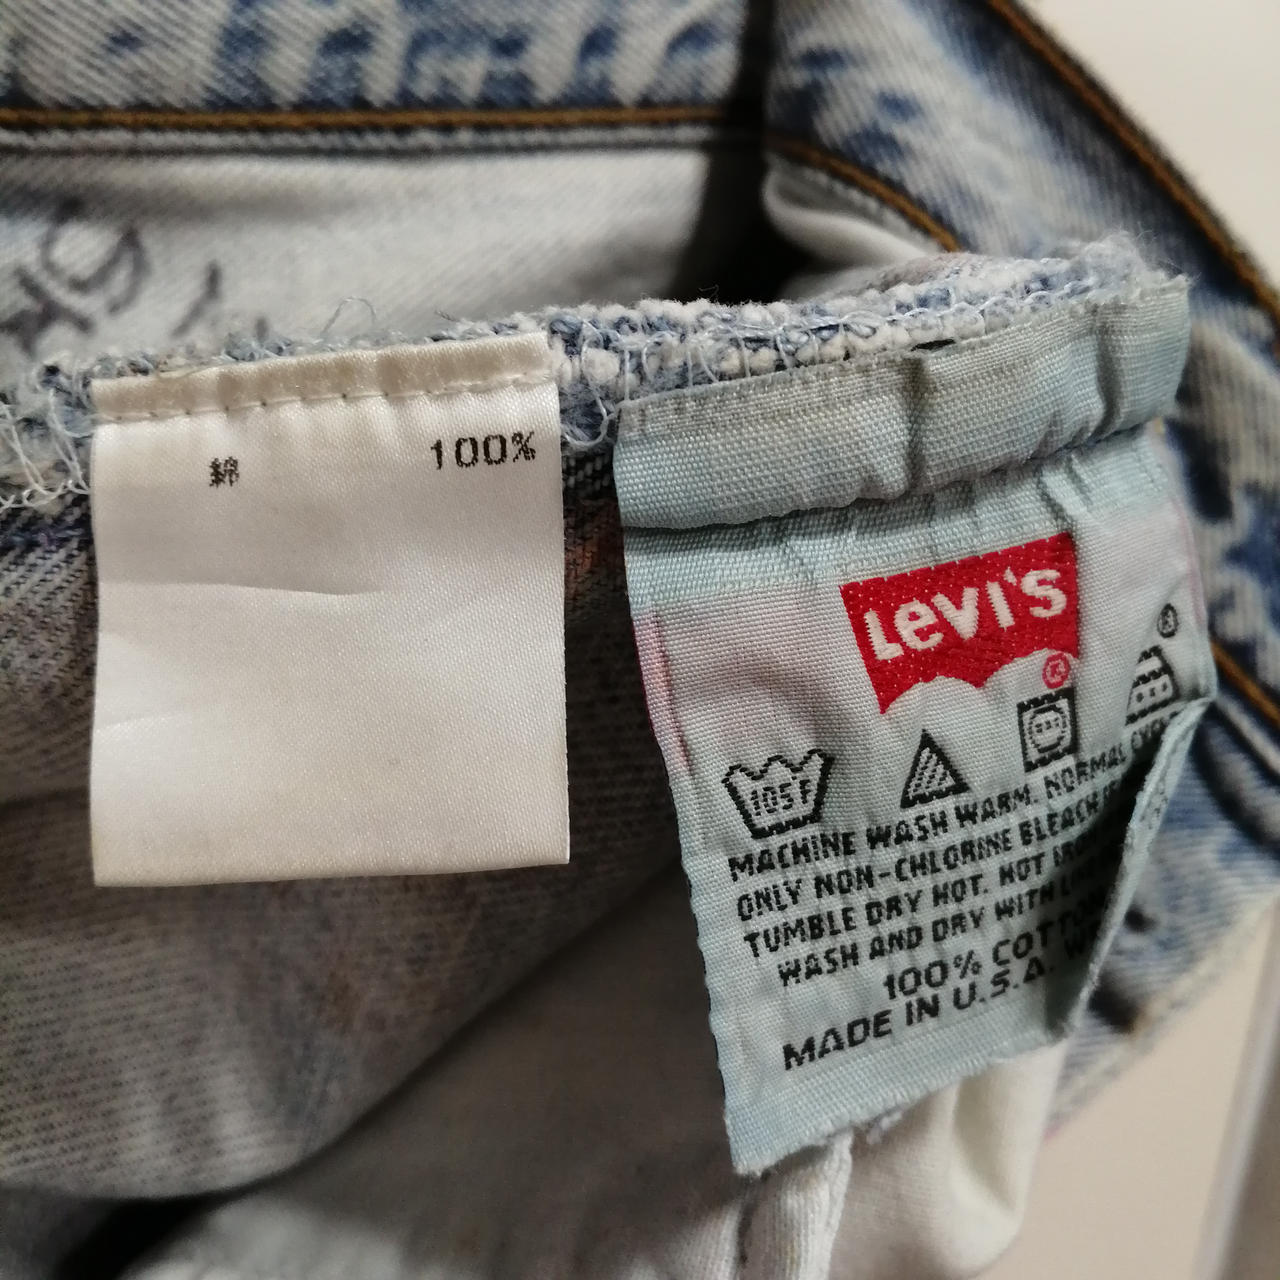 綿 100%
Levi's
®
105F
MACHINE WASH WARM. NORMAL
ONLY NON-CHLORINE BLEACH
TUMBLE DRY HOT. HOT
WASH AND DRY WITH
100% COTTON
MADE IN U.S.A.